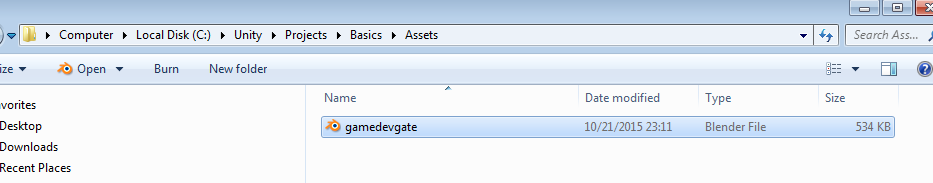 Computer Local Disk (C:) Unity Projects Basics Assets Search Ass...
ize Open Burn New folder
avorites
Desktop
Downloads
Recent Places
Name Date modified Type Size
gamedevgate 10/21/2015 23:11 Blender File 534 KB